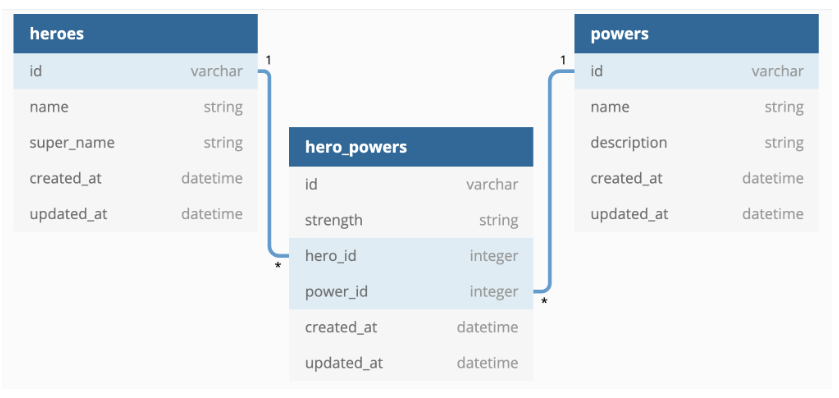 heroes
id varchar
name string
super_name string
created_at datetime
updated_at datetime
1
*
hero_powers
id varchar
strength string
hero_id integer
power_id integer
created_at datetime
updated_at datetime
powers
id varchar
name string
description string
created_at datetime
updated_at datetime
1
*